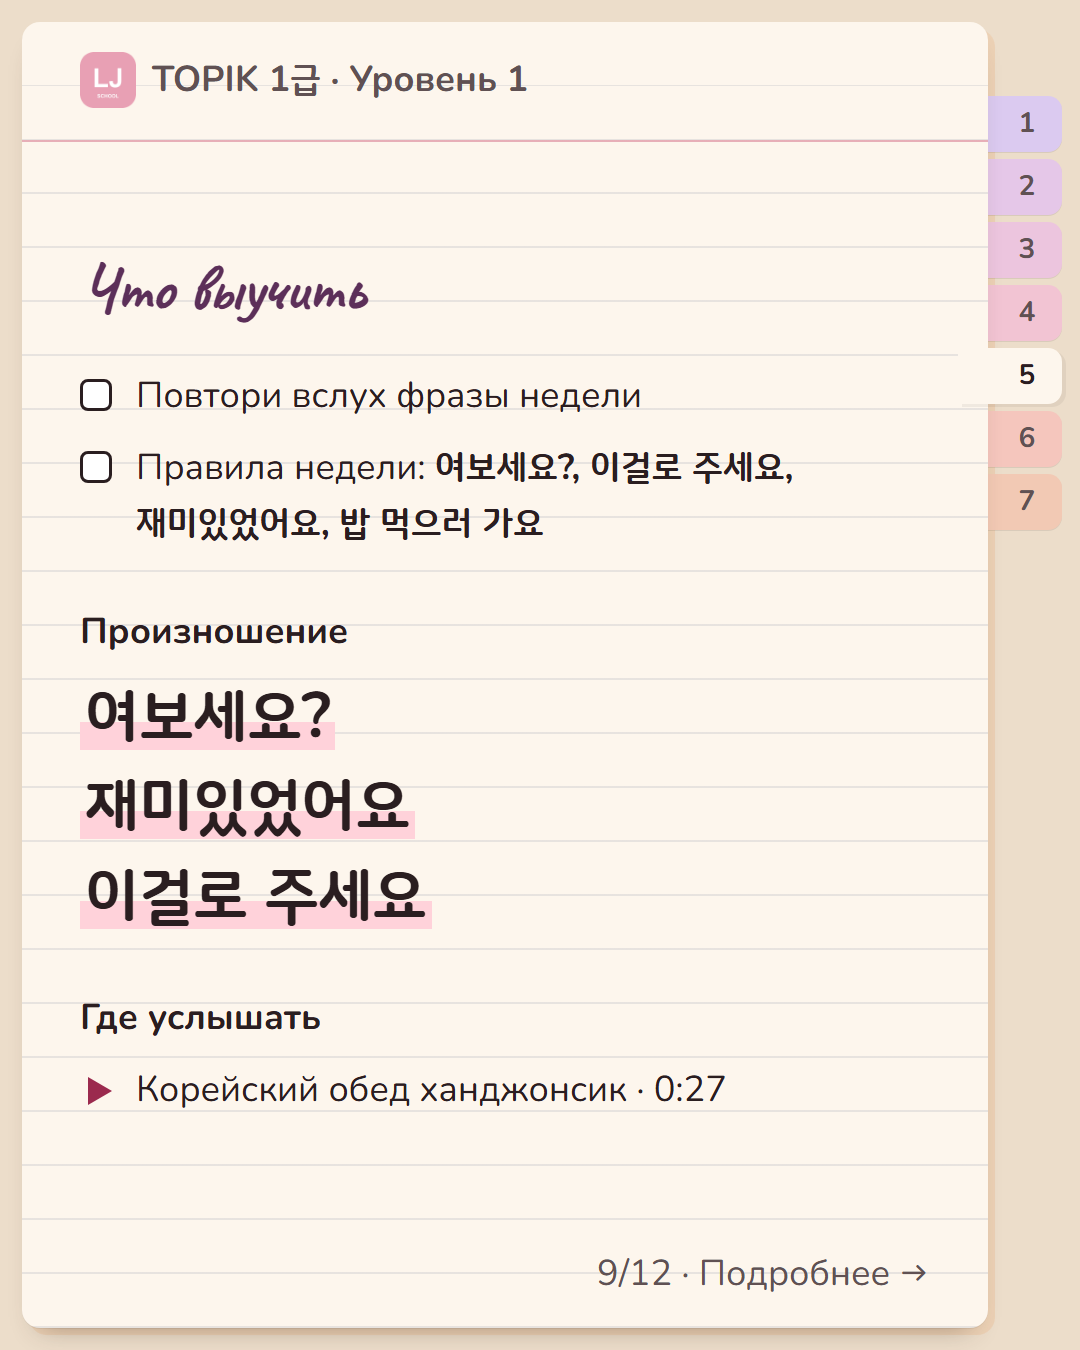 LJ
SCHOOL
TOPIK 1급 · Уровень 1
1
2
3
4
5
6
7
Что выучить
Повтори вслух фразы недели
Правила недели: 여보세요?, 이걸로 주세요,
재미있었어요, 밥 먹으러 가요
Произношение
여보세요?
재미있었어요
이걸로 주세요
Где услышать
Корейский обед ханджонсик · 0:27
9/12 · Подробнее →